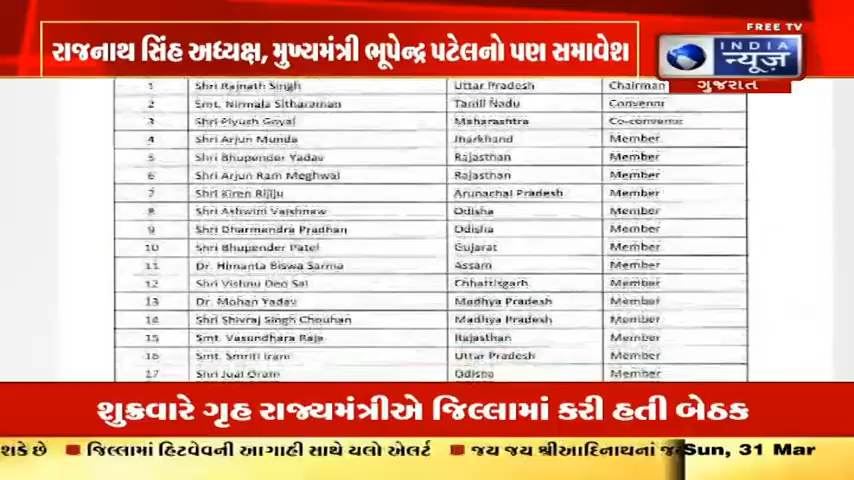 FREE TV
રાજનાથ સિંહ અધ્યક્ષ, મુખ્યમંત્રી ભૂપેન્દ્ર પટેલનો પણ સમાવેશ
INDIA
न्यूज़
ગુજરાત
1 Shri Rajnath Singh Uttar Pradesh Chairman
2 Smt. Nirmala Sitharaman Tamil Nadu Convenor
3 Shri Piyush Goyal Maharashtra Co-convenor
4 Shri Arjun Munda Jharkhand Member
5 Shri Bhupender Yadav Rajasthan Member
6 Shri Arjun Ram Meghwal Rajasthan Member
7 Shri Kiren Rijiju Arunachal Pradesh Member
8 Shri Ashwini Vaishnaw Odisha Member
9 Shri Dharmendra Pradhan Odisha Member
10 Shri Bhupender Patel Gujarat Member
11 Dr. Himanta Biswa Sarma Assam Member
12 Shri Vishnu Deo Sai Chhattisgarh Member
13 Dr. Mohan Yadav Madhya Pradesh Member
14 Shri Shivraj Singh Chouhan Madhya Pradesh Member
15 Smt. Vasundhara Raje Rajasthan Member
16 Smt. Smriti Irani Uttar Pradesh Member
17 Shri Jual Oram Odisha Member
શુક્રવારે ગૃહ રાજ્યમંત્રીએ જિલ્લામાં કરી હતી બેઠક
શકે છે ■ જિલ્લામાં હિટવેવની આગાહી સાથે યલો એલર્ટ ■ જય જય શ્રીઆદિનાથનાં Sun, 31 Mar